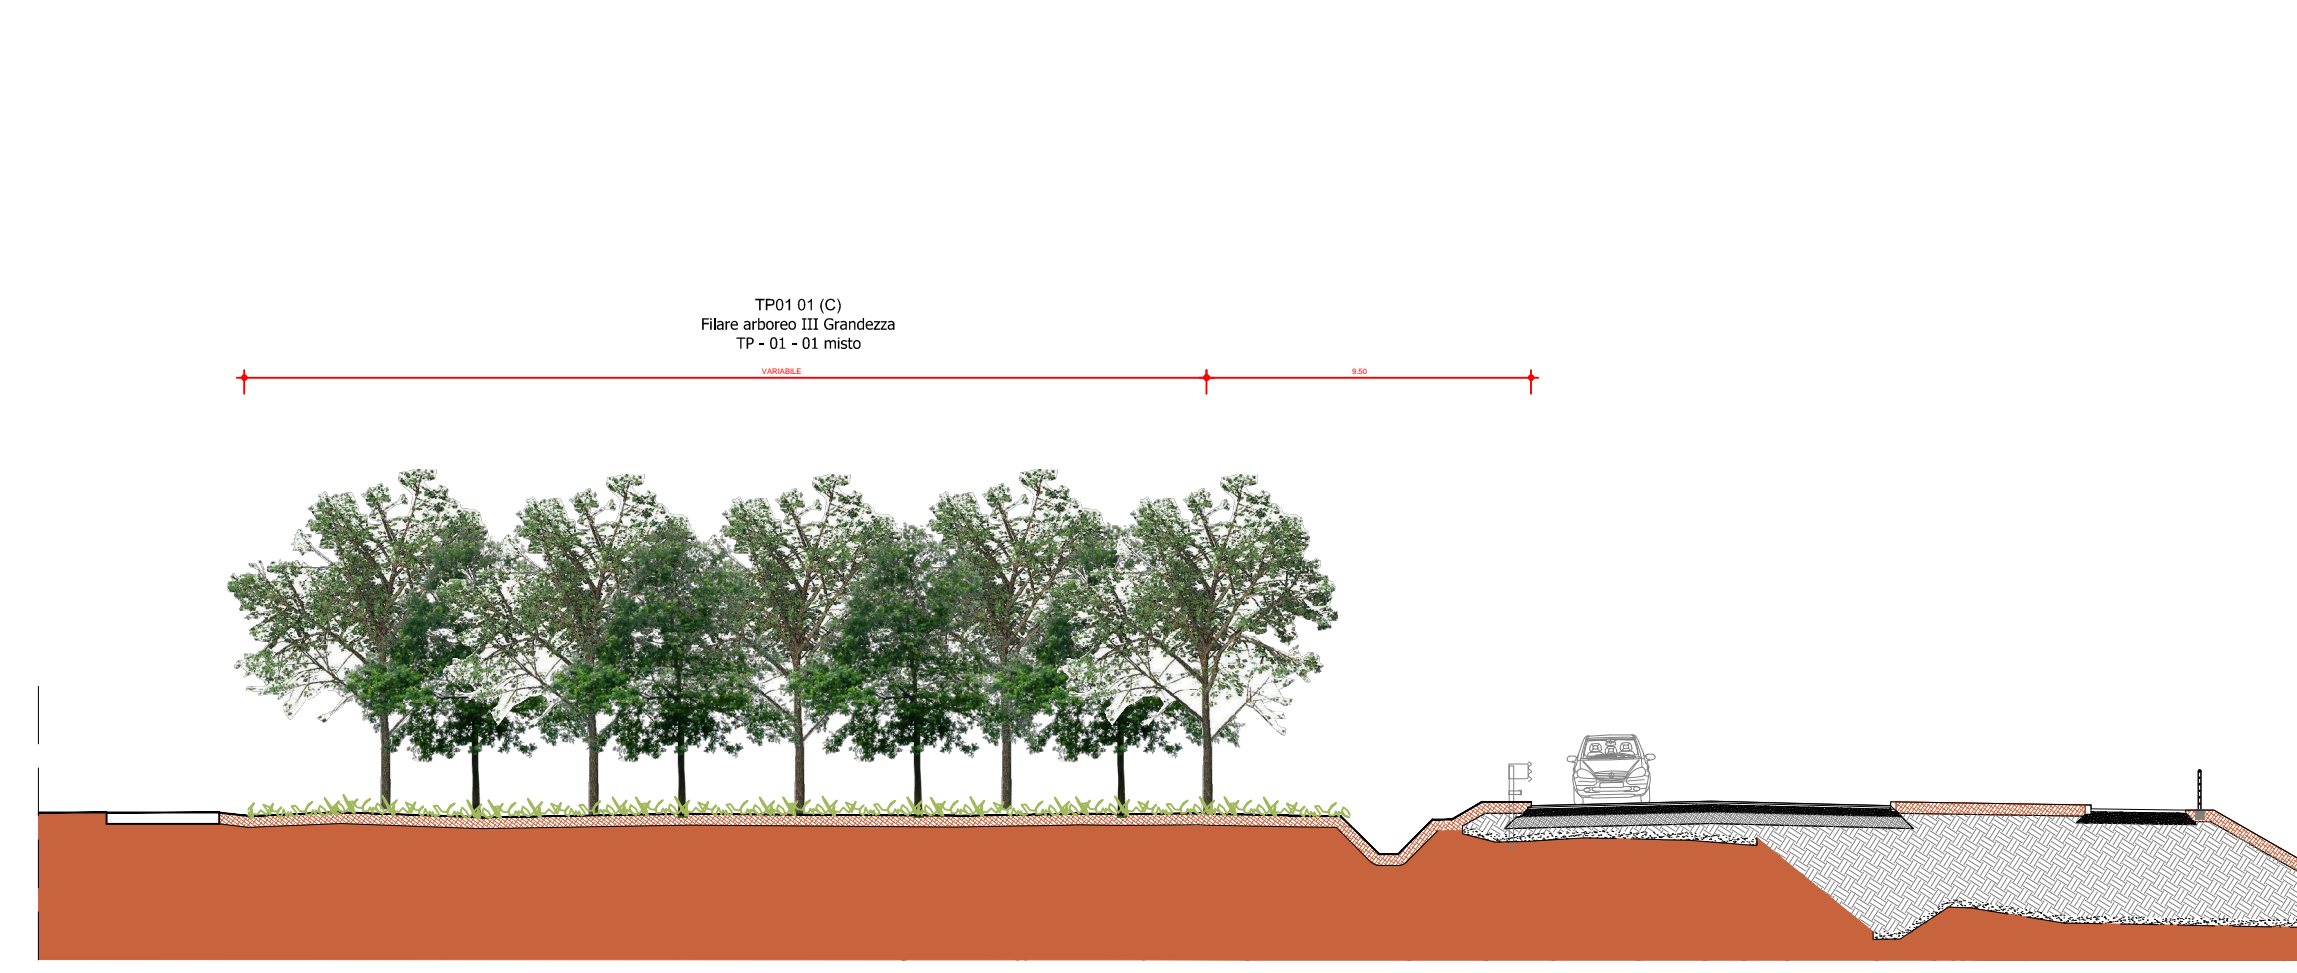 TP01 01 (C)
Filare arboreo III Grandezza
TP - 01 - 01 misto
VARIABILE
9.50